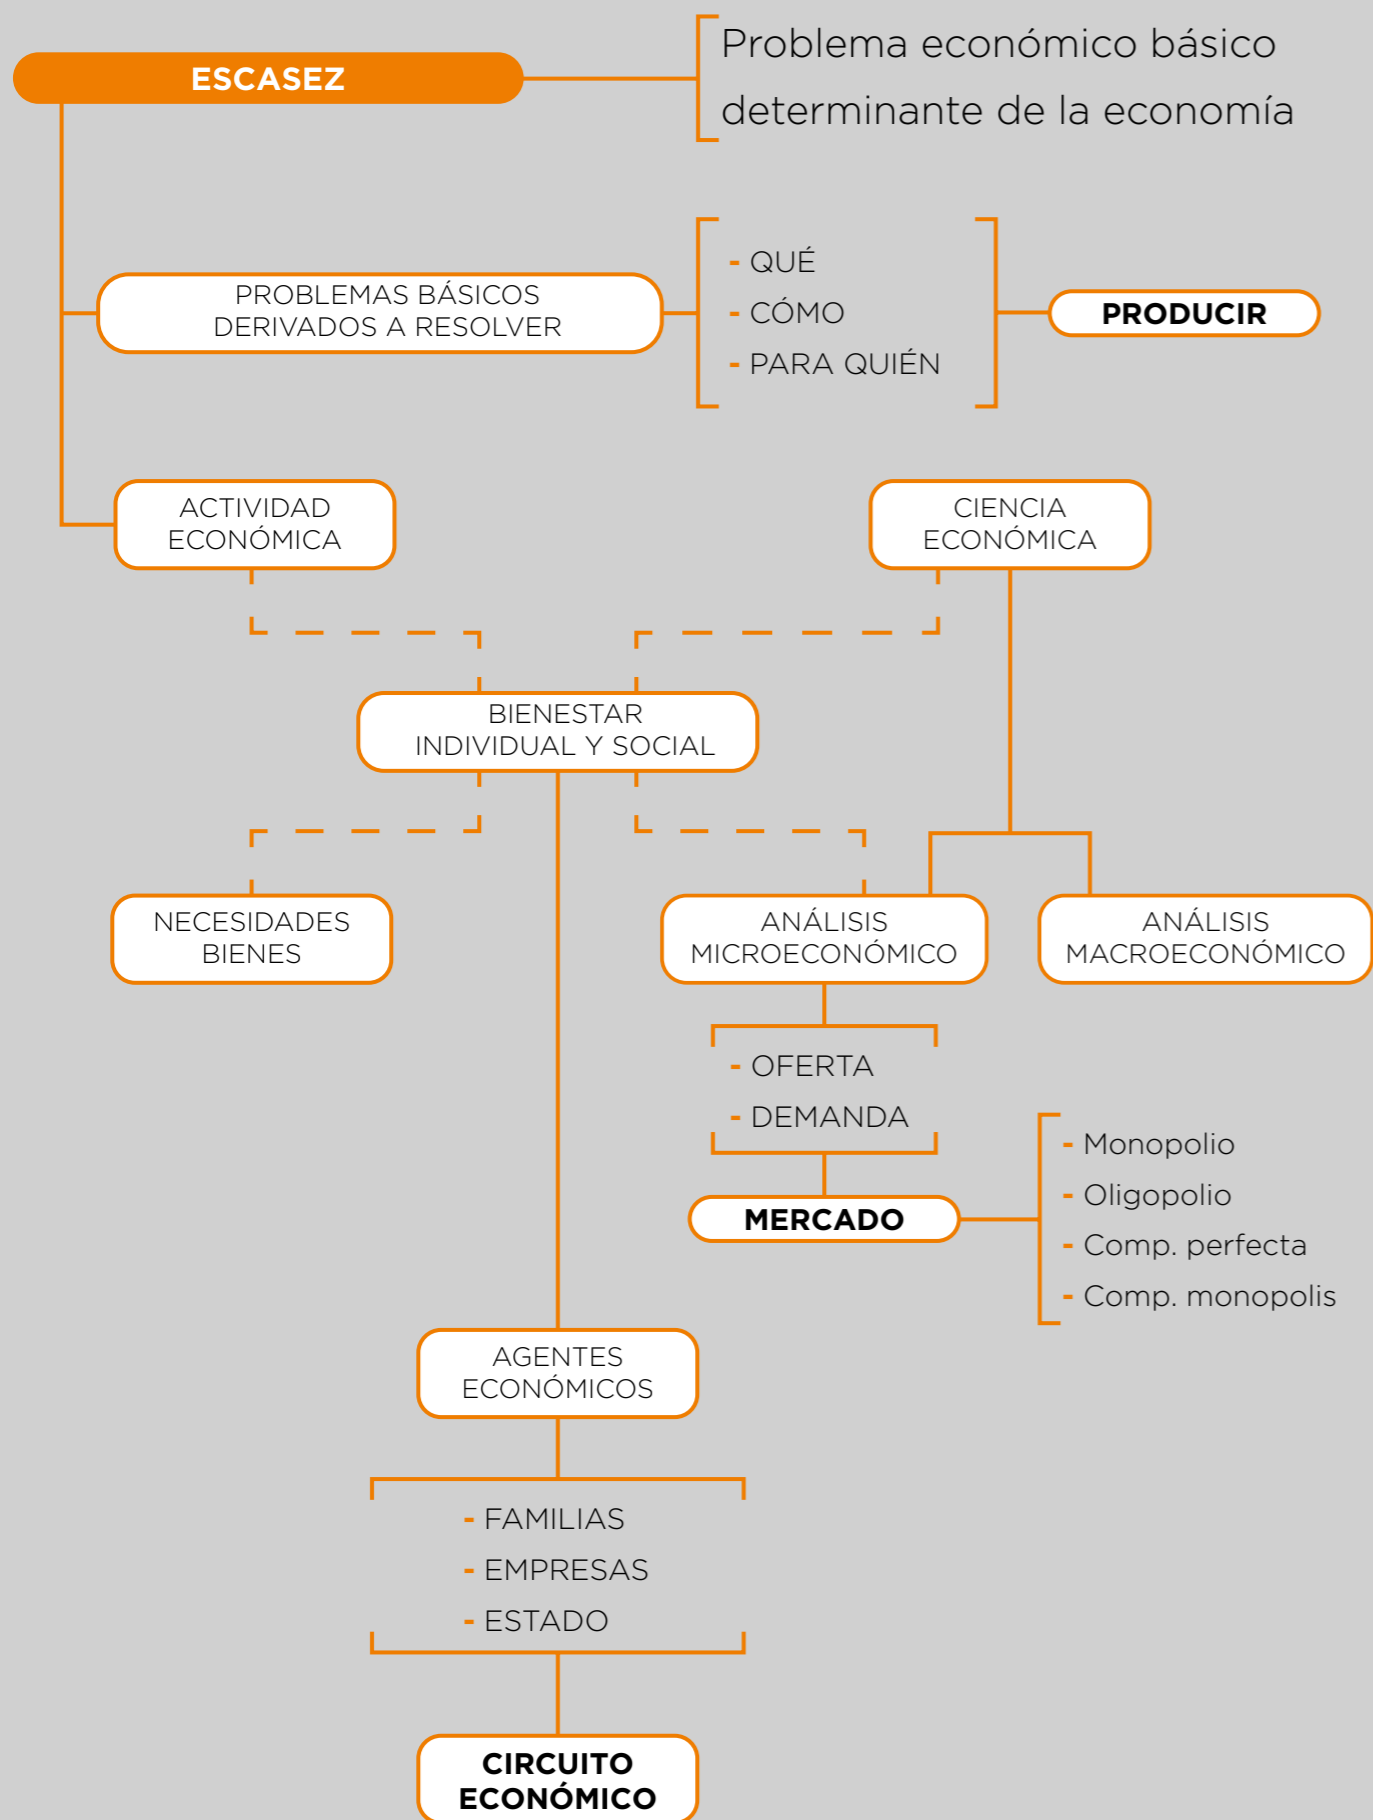 ESCASEZ
Problema económico básico
determinante de la economía
PROBLEMAS BÁSICOS
DERIVADOS A RESOLVER
- QUÉ
- CÓMO
- PARA QUIÉN
PRODUCIR
ACTIVIDAD
ECONÓMICA
CIENCIA
ECONÓMICA
BIENESTAR
INDIVIDUAL Y SOCIAL
NECESIDADES
BIENES
ANÁLISIS
MICROECONÓMICO
ANÁLISIS
MACROECONÓMICO
- OFERTA
- DEMANDA
MERCADO
- Monopolio
- Oligopolio
- Comp. perfecta
- Comp. monopolis
AGENTES
ECONÓMICOS
- FAMILIAS
- EMPRESAS
- ESTADO
CIRCUITO
ECONÓMICO